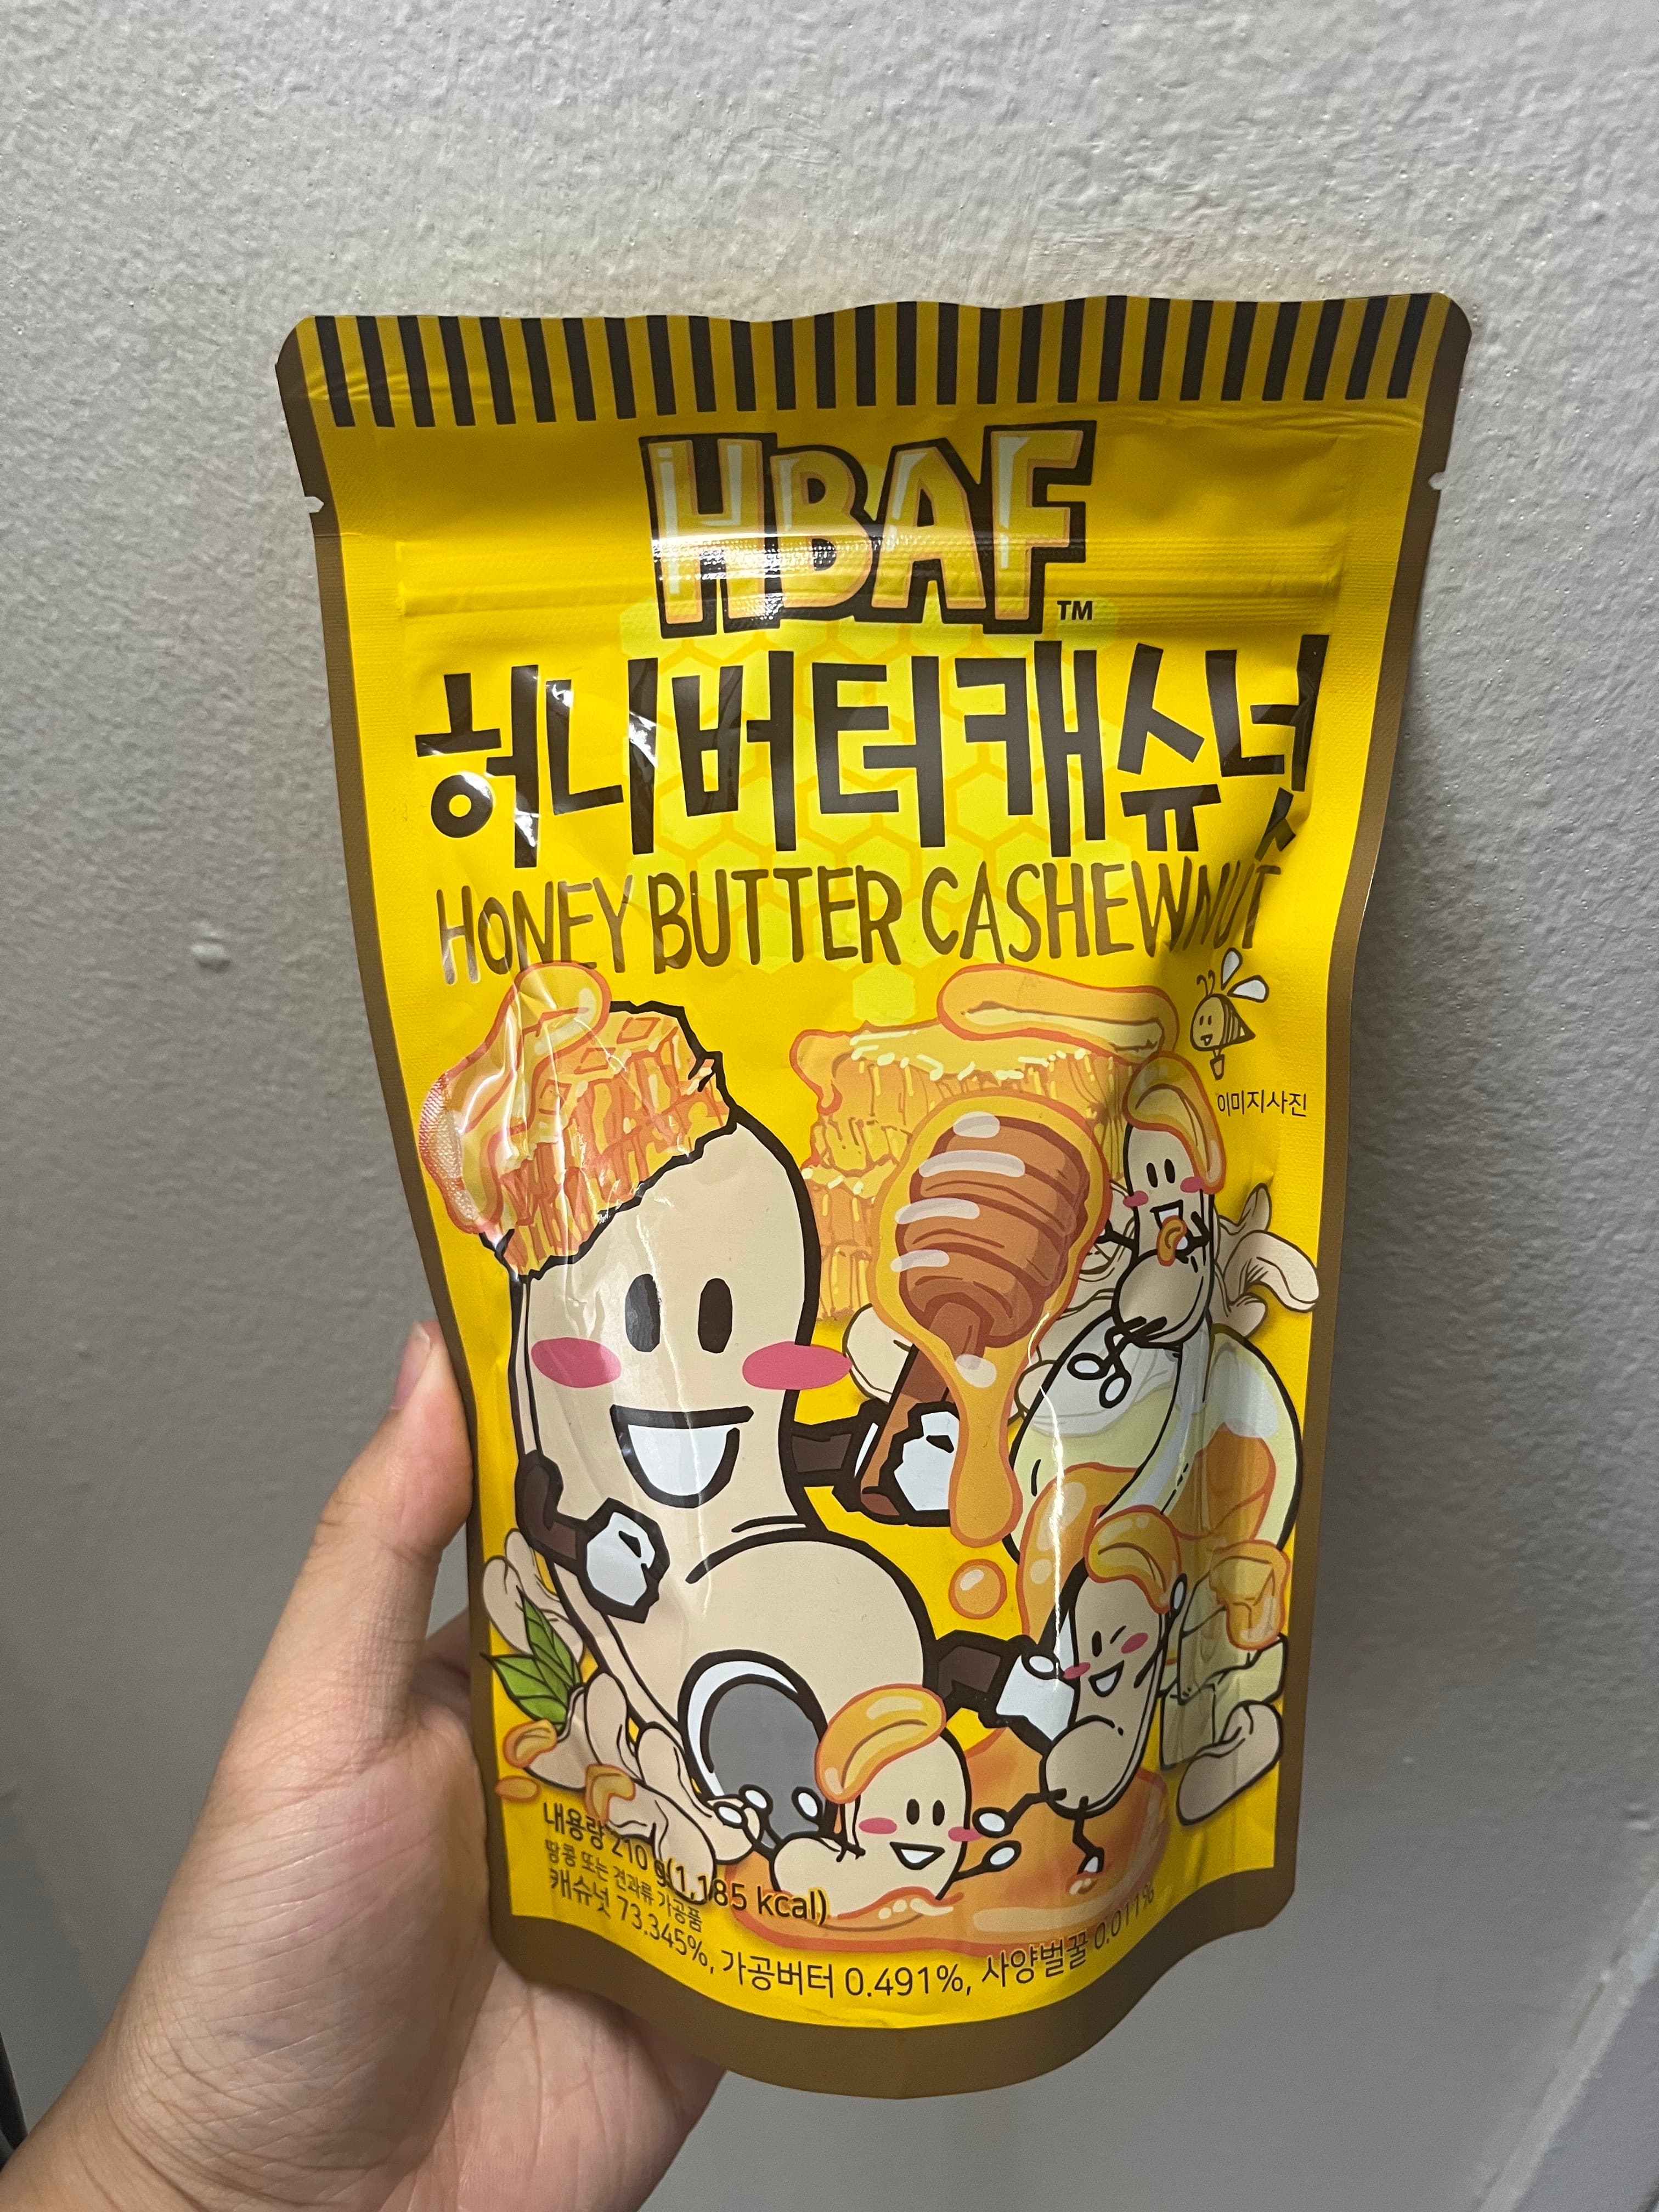 HBAF™
허니버터캐슈넛
HONEY BUTTER CASHEWNUT
이미지사진
내용량 210 g(1,185 kcal)
땅콩 또는 견과류 가공품
캐슈넛 73.345%, 가공버터 0.491%, 사양벌꿀 0.011%